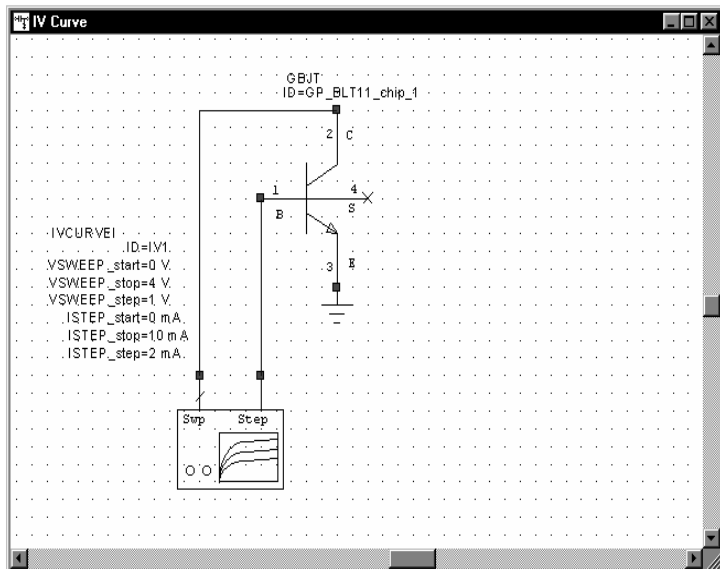 IV Curve
GBJT
ID=GP_BLT11_chip_1
2 C
1 4
B S
3 E
IVCURVEI
ID=IV1
VSWEEP_start=0 V
VSWEEP_stop=4 V
VSWEEP_step=1 V
ISTEP_start=0 mA
ISTEP_stop=10 mA
ISTEP_step=2 mA
Swp Step